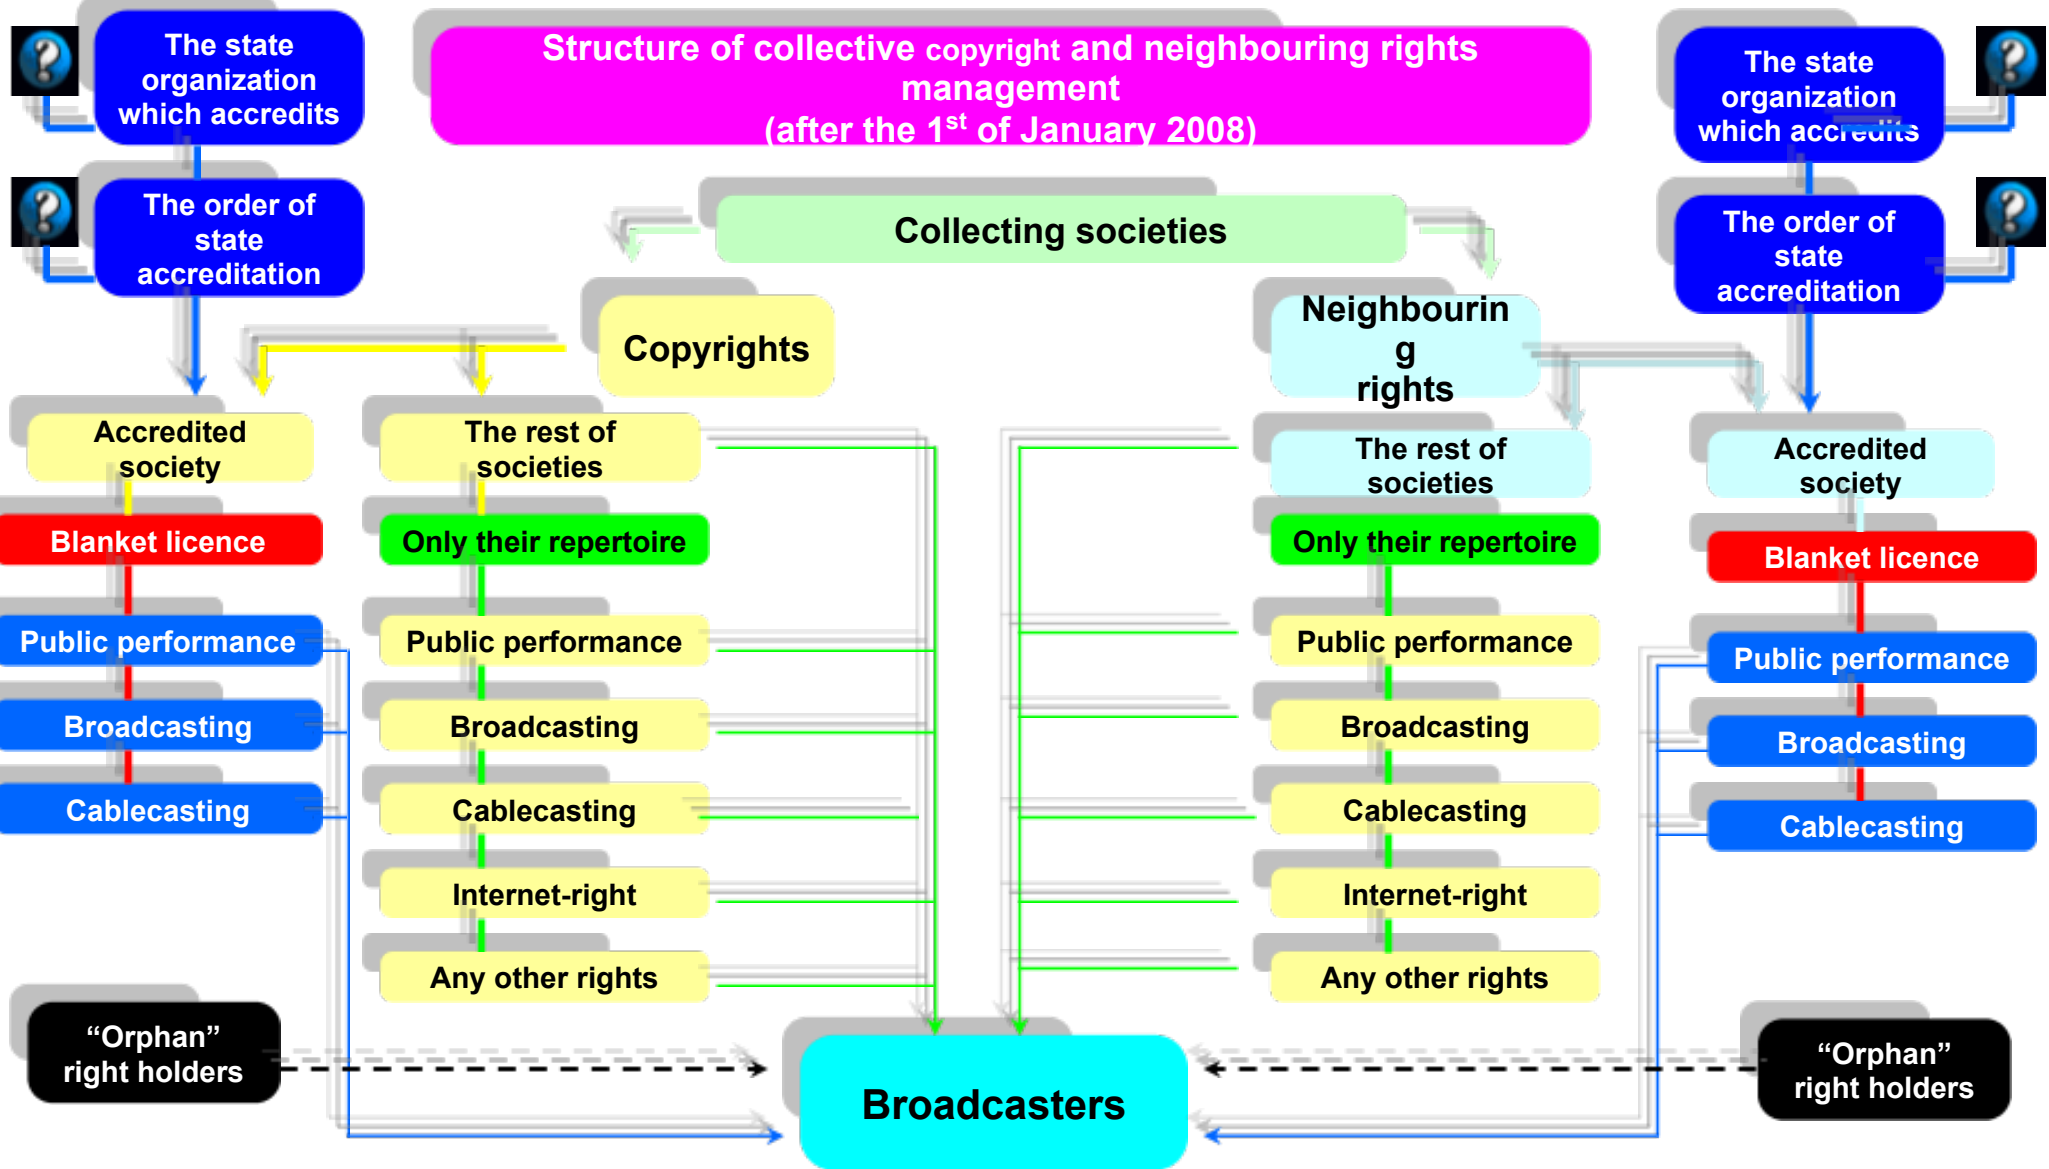 Structure of collective copyright and neighbouring rights
management
(after the 1st of January 2008)
The state
organization
which accredits
The order of
state
accreditation
The state
organization
which accredits
The order of
state
accreditation
Collecting societies
Copyrights
Neighbourin
g
rights
Accredited
society
Blanket licence
Public performance
Broadcasting
Cablecasting
The rest of
societies
Only their repertoire
Public performance
Broadcasting
Cablecasting
Internet-right
Any other rights
The rest of
societies
Only their repertoire
Public performance
Broadcasting
Cablecasting
Internet-right
Any other rights
Accredited
society
Blanket licence
Public performance
Broadcasting
Cablecasting
“Orphan”
right holders
Broadcasters
“Orphan”
right holders
?
?
?
?